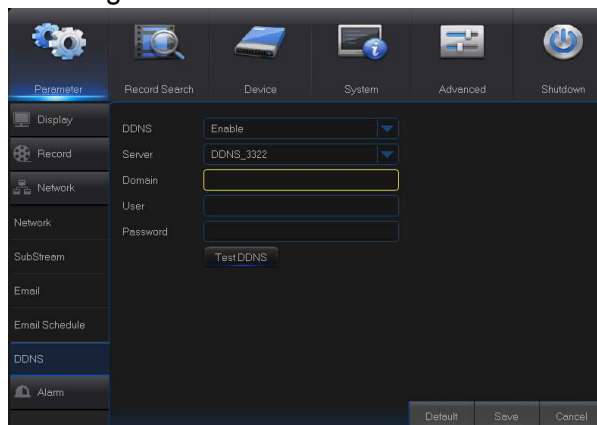 Parameter Record Search Device System Advanced Shutdown
Display
Record
Network
Network
SubStream
Email
Email Schedule
DDNS
Alarm
DDNS Enable
Server DDNS_3322
Domain
User
Password
Test DDNS
Default Save Cancel